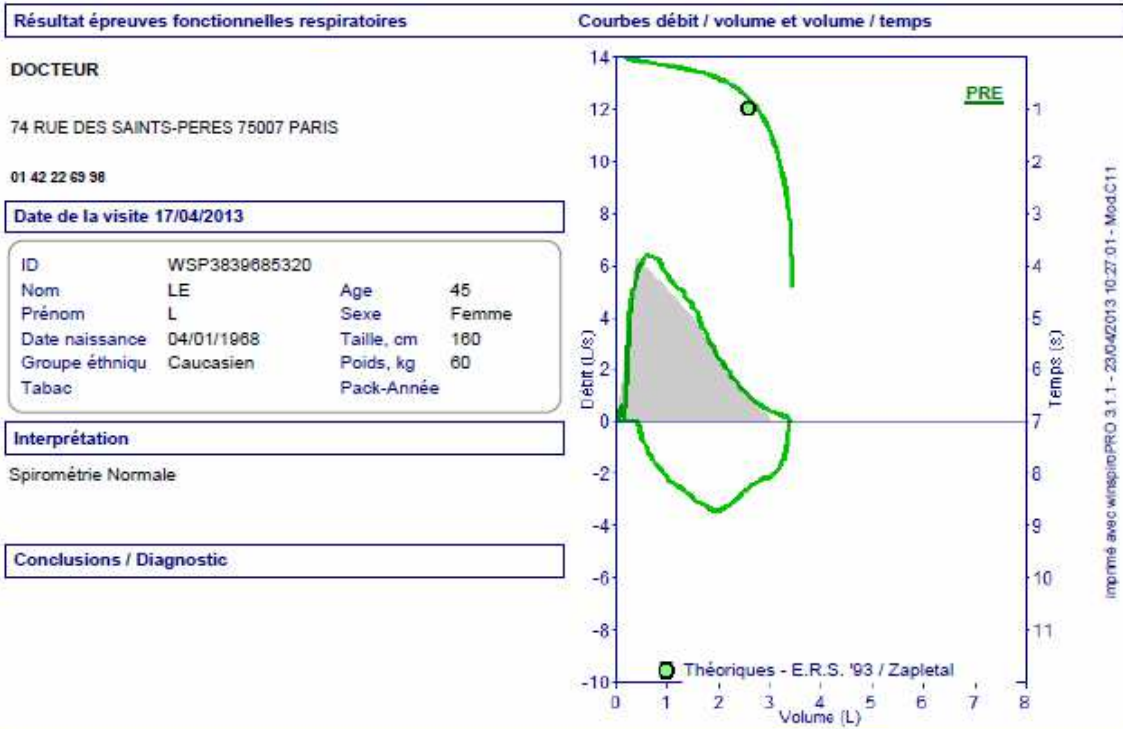 Résultat épreuves fonctionnelles respiratoires
Courbes débit / volume et volume / temps
DOCTEUR
74 RUE DES SAINTS-PERES 75007 PARIS
01 42 22 69 98
Date de la visite 17/04/2013
ID WSP3839685320
Nom LE Age 45
Prénom L Sexe Femme
Date naissance 04/01/1968 Taille, cm 160
Groupe éthniqu Caucasien Poids, kg 60
Tabac Pack-Année
Interprétation
Spirométrie Normale
Conclusions / Diagnostic
PRE
14
12
10
8
6
4
2
0
-2
-4
-6
-8
-10
Débit (L/s)
1
2
3
4
5
6
7
8
9
10
11
Temps (s)
Théoriques - E.R.S. '93 / Zapletal
0 1 2 3 4 5 6 7 8
Volume (L)
imprimé avec winspiroPRO 3.1.1 - 23/04/2013 10:27:01 - Mod.C11